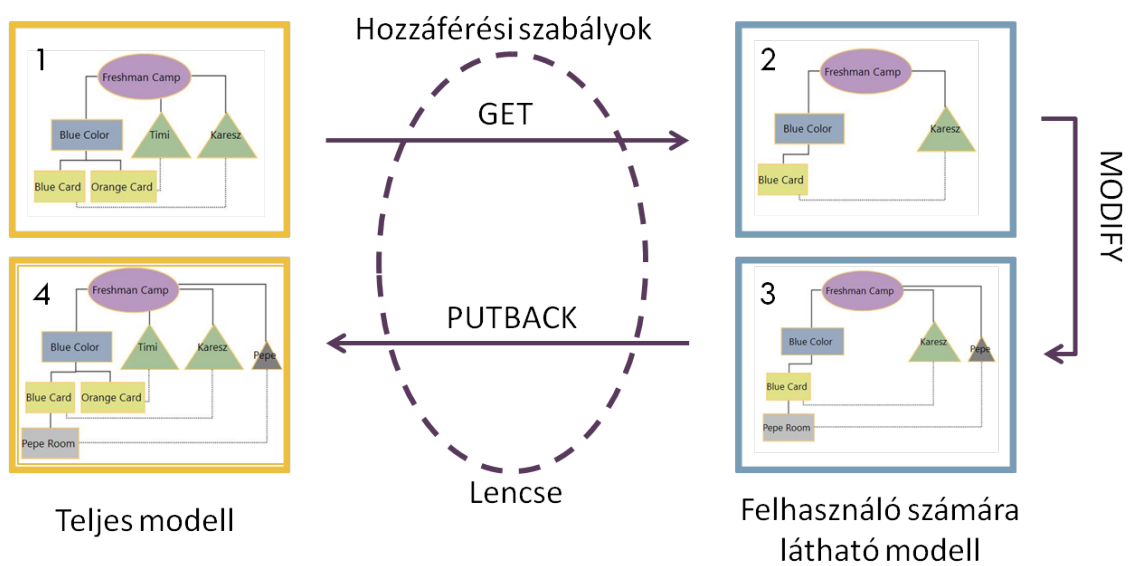 Hozzáférési szabályok
1
Freshman Camp
Blue Color
Timi
Karesz
Blue Card
Orange Card
GET
2
Freshman Camp
Blue Color
Karesz
Blue Card
MODIFY
4
Freshman Camp
Blue Color
Timi
Karesz
Pepe
Blue Card
Orange Card
Pepe Room
PUTBACK
3
Freshman Camp
Blue Color
Karesz
Pepe
Blue Card
Pepe Room
Lencse
Teljes modell
Felhasználó számára
látható modell